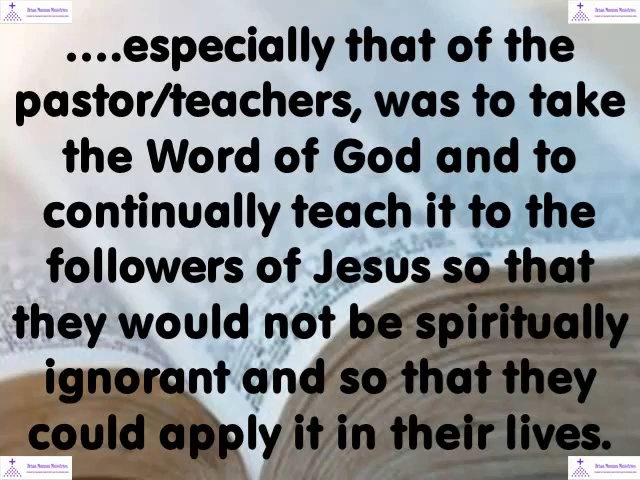 ....especially that of the
pastor/teachers, was to take
the Word of God and to
continually teach it to the
followers of Jesus so that
they would not be spiritually
ignorant and so that they
could apply it in their lives.